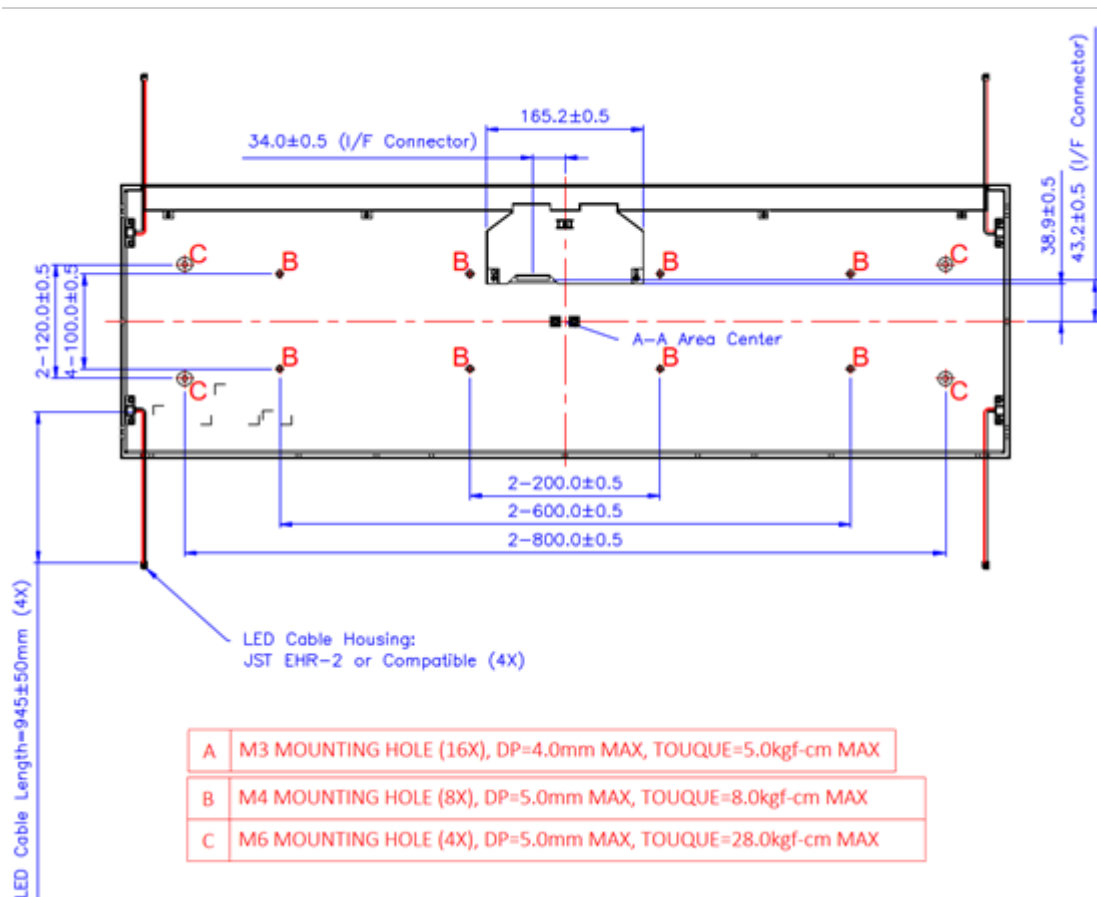 165.2±0.5
34.0±0.5 (I/F Connector)
38.9±0.5
43.2±0.5 (I/F Connector)
C
B
B
B
B
C
2-120.0±0.5
4-100.0±0.5
A-A Area Center
B
B
B
B
C
C
2-200.0±0.5
2-600.0±0.5
2-800.0±0.5
LED Cable Length=945±50mm (4X)
LED Cable Housing:
JST EHR-2 or Compatible (4X)
A M3 MOUNTING HOLE (16X), DP=4.0mm MAX, TOUQUE=5.0kgf-cm MAX
B M4 MOUNTING HOLE (8X), DP=5.0mm MAX, TOUQUE=8.0kgf-cm MAX
C M6 MOUNTING HOLE (4X), DP=5.0mm MAX, TOUQUE=28.0kgf-cm MAX